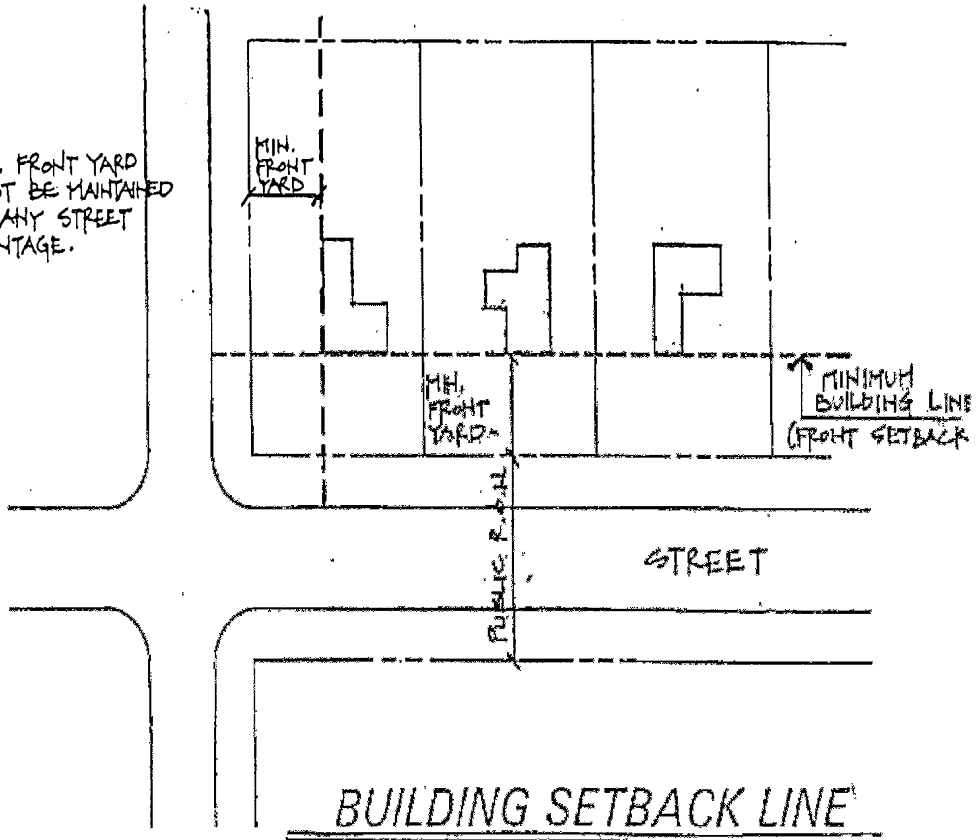 . FRONT YARD
T BE MAINTAINED
ANY STREET
NTAGE.
MIN.
FRONT
YARD
MIN.
FRONT
YARD
MINIMUM
BUILDING LINE
(FRONT SETBACK
PUBLIC R.O.W
STREET
BUILDING SETBACK LINE